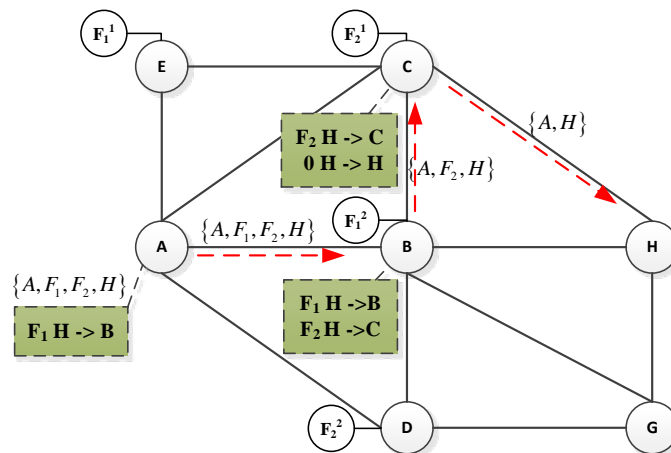 F₁¹
F₂¹
E
C
F₂ H -> C
0 H -> H
{A, H}
{A, F₂, H}
F₁²
{A, F₁, F₂, H}
A
B
H
{A, F₁, F₂, H}
F₁ H -> B
F₁ H ->B
F₂ H ->C
F₂²
D
G